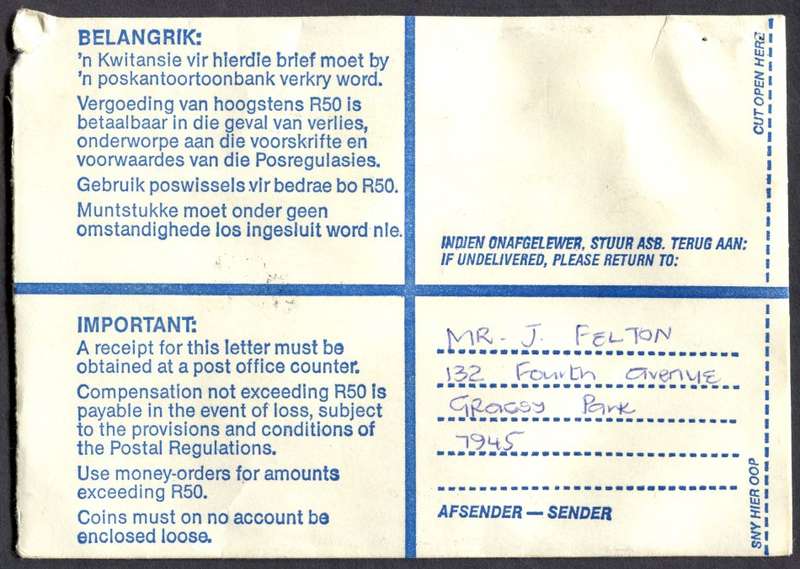 BELANGRIK:
'n Kwitansie vir hierdie brief moet by
'n poskantoortoonbank verkry word.
Vergoeding van hoogstens R50 is
betaalbaar in die geval van verlies,
onderworpe aan die voorskrifte en
voorwaardes van die Posregulasies.
Gebruik poswissels vir bedrae bo R50.
Muntstukke moet onder geen
omstandighede los ingesluit word nie.
INDIEN ONAFGELEWER, STUUR ASB. TERUG AAN:
IF UNDELIVERED, PLEASE RETURN TO:
CUT OPEN HERE
IMPORTANT:
A receipt for this letter must be
obtained at a post office counter.
Compensation not exceeding R50 is
payable in the event of loss, subject
to the provisions and conditions of
the Postal Regulations.
Use money-orders for amounts
exceeding R50.
Coins must on no account be
enclosed loose.
MR. J. FELTON
132 Fourth avenue
Grassy Park
7945
AFSENDER — SENDER
SNY HIER OOP